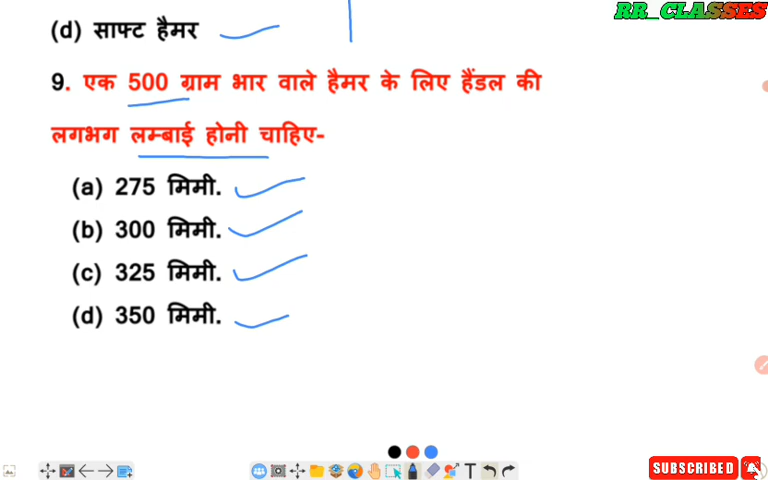 RR_CLASSES
(d) साफ्ट हैमर
9. एक 500 ग्राम भार वाले हैमर के लिए हैंडल की
लगभग लम्बाई होनी चाहिए-
(a) 275 मिमी.
(b) 300 मिमी.
(c) 325 मिमी.
(d) 350 मिमी.
SUBSCRIBED